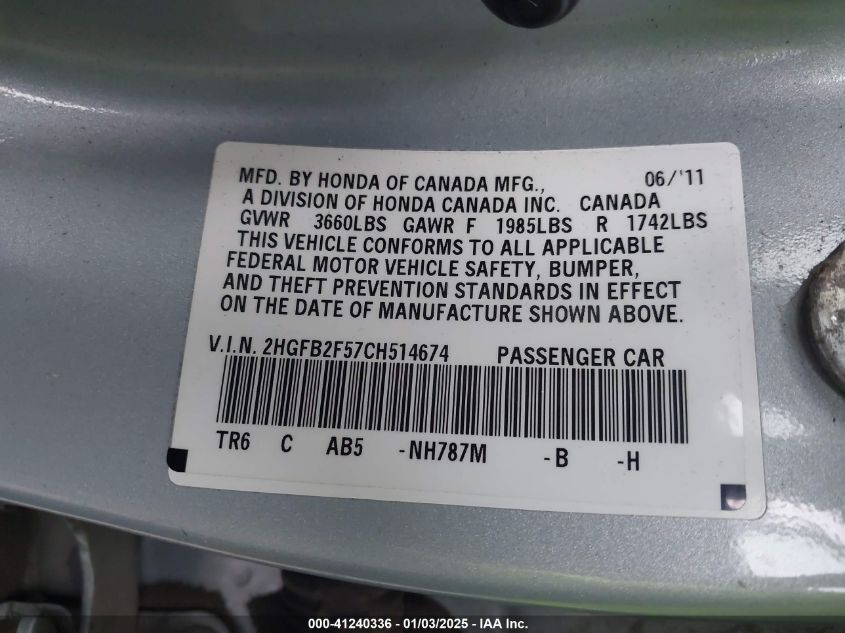 MFD. BY HONDA OF CANADA MFG., 06/'11
A DIVISION OF HONDA CANADA INC. CANADA
GVWR 3660LBS GAWR F 1985LBS R 1742LBS
THIS VEHICLE CONFORMS TO ALL APPLICABLE
FEDERAL MOTOR VEHICLE SAFETY, BUMPER,
AND THEFT PREVENTION STANDARDS IN EFFECT
ON THE DATE OF MANUFACTURE SHOWN ABOVE.
V.I.N. 2HGFB2F57CH514674 PASSENGER CAR
TR6 C AB5 -NH787M -B -H
000-41240336 - 01/03/2025 - IAA Inc.